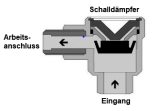 Schalldämpfer
Arbeits-
anschluss
Eingang